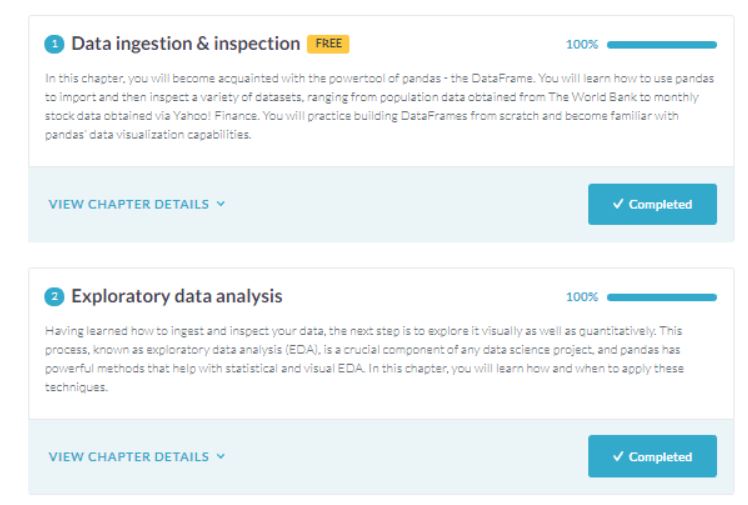 1 Data ingestion & inspection FREE 100%
In this chapter, you will become acquainted with the powertool of pandas - the DataFrame. You will learn how to use pandas
to import and then inspect a variety of datasets, ranging from population data obtained from The World Bank to monthly
stock data obtained via Yahoo! Finance. You will practice building DataFrames from scratch and become familiar with
pandas' data visualization capabilities.
VIEW CHAPTER DETAILS ✓ Completed
2 Exploratory data analysis 100%
Having learned how to ingest and inspect your data, the next step is to explore it visually as well as quantitatively. This
process, known as exploratory data analysis (EDA), is a crucial component of any data science project, and pandas has
powerful methods that help with statistical and visual EDA. In this chapter, you will learn how and when to apply these
techniques.
VIEW CHAPTER DETAILS ✓ Completed